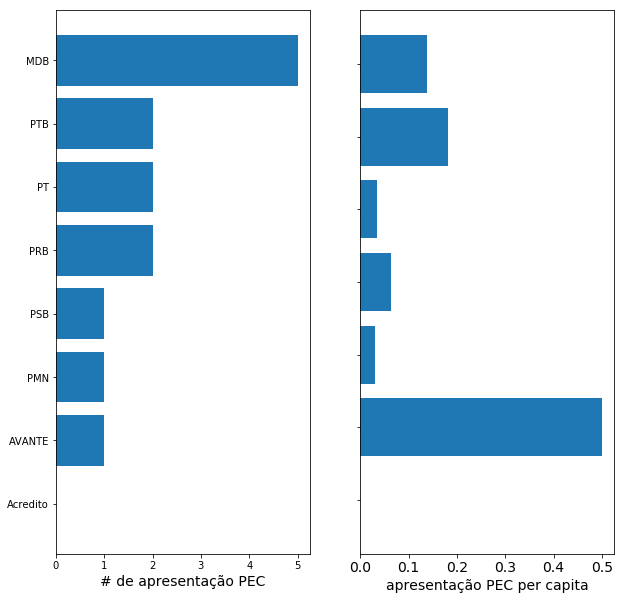 MDB
PTB
PT
PRB
PSB
PMN
AVANTE
Acredito
0 1 2 3 4 5
# de apresentação PEC
0.0 0.1 0.2 0.3 0.4 0.5
apresentação PEC per capita